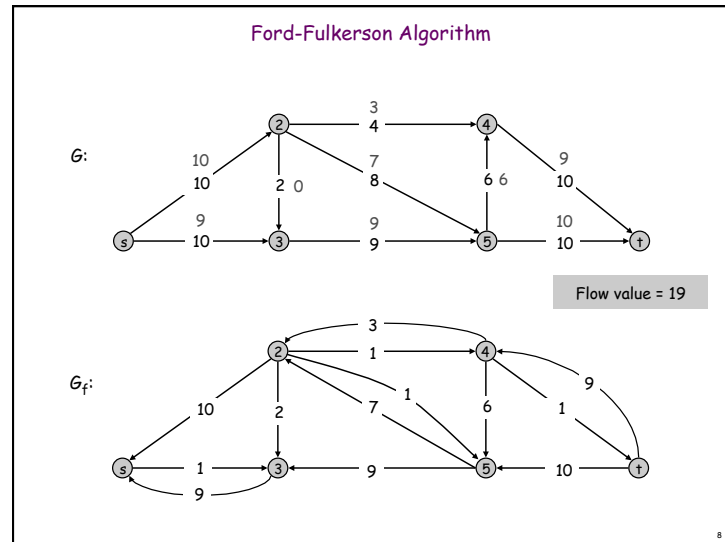 Ford-Fulkerson Algorithm
3
2 4 4
G:
10 7 9
10 2 0 8 6 6 10
9 9 10
s 10 3 9 5 10 t
Flow value = 19
3
2 1 4
G_f:
9
10 2 7 1 6 1
s 1 3 9 5 10 t
9
8